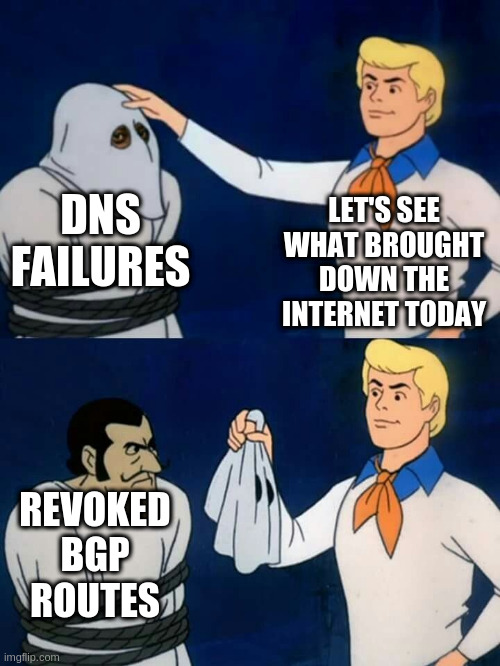 DNS
FAILURES
LET'S SEE
WHAT BROUGHT
DOWN THE
INTERNET TODAY
REVOKED
BGP
ROUTES
imgflip.com